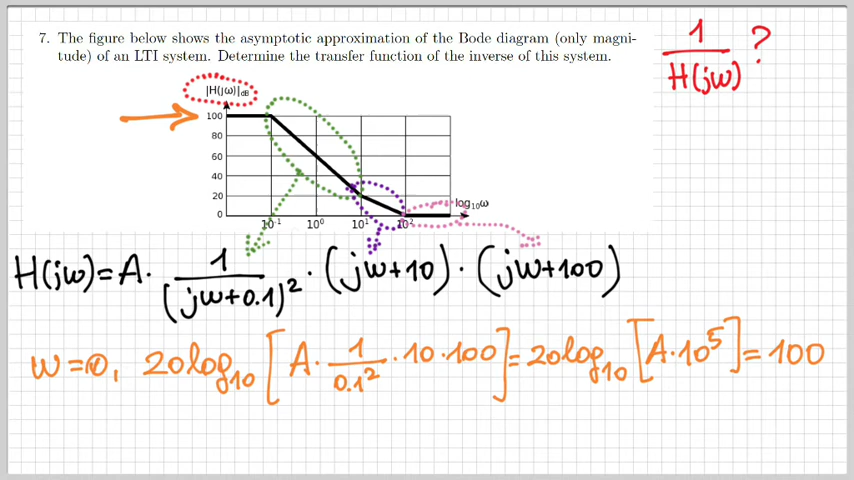 7. The figure below shows the asymptotic approximation of the Bode diagram (only magni-
tude) of an LTI system. Determine the transfer function of the inverse of this system.
1/H(jω) ?
|H(jω)|dB
100
80
60
40
20
0
10⁻¹ 10⁰ 10¹ 10²
log₁₀ω
H(jω) = A · 1/(jω+0.1)² · (jω+10) · (jω+100)
ω=0, 20log₁₀ [A · 1/0.1² · 10 · 100] = 20log₁₀ [A·10⁵] = 100